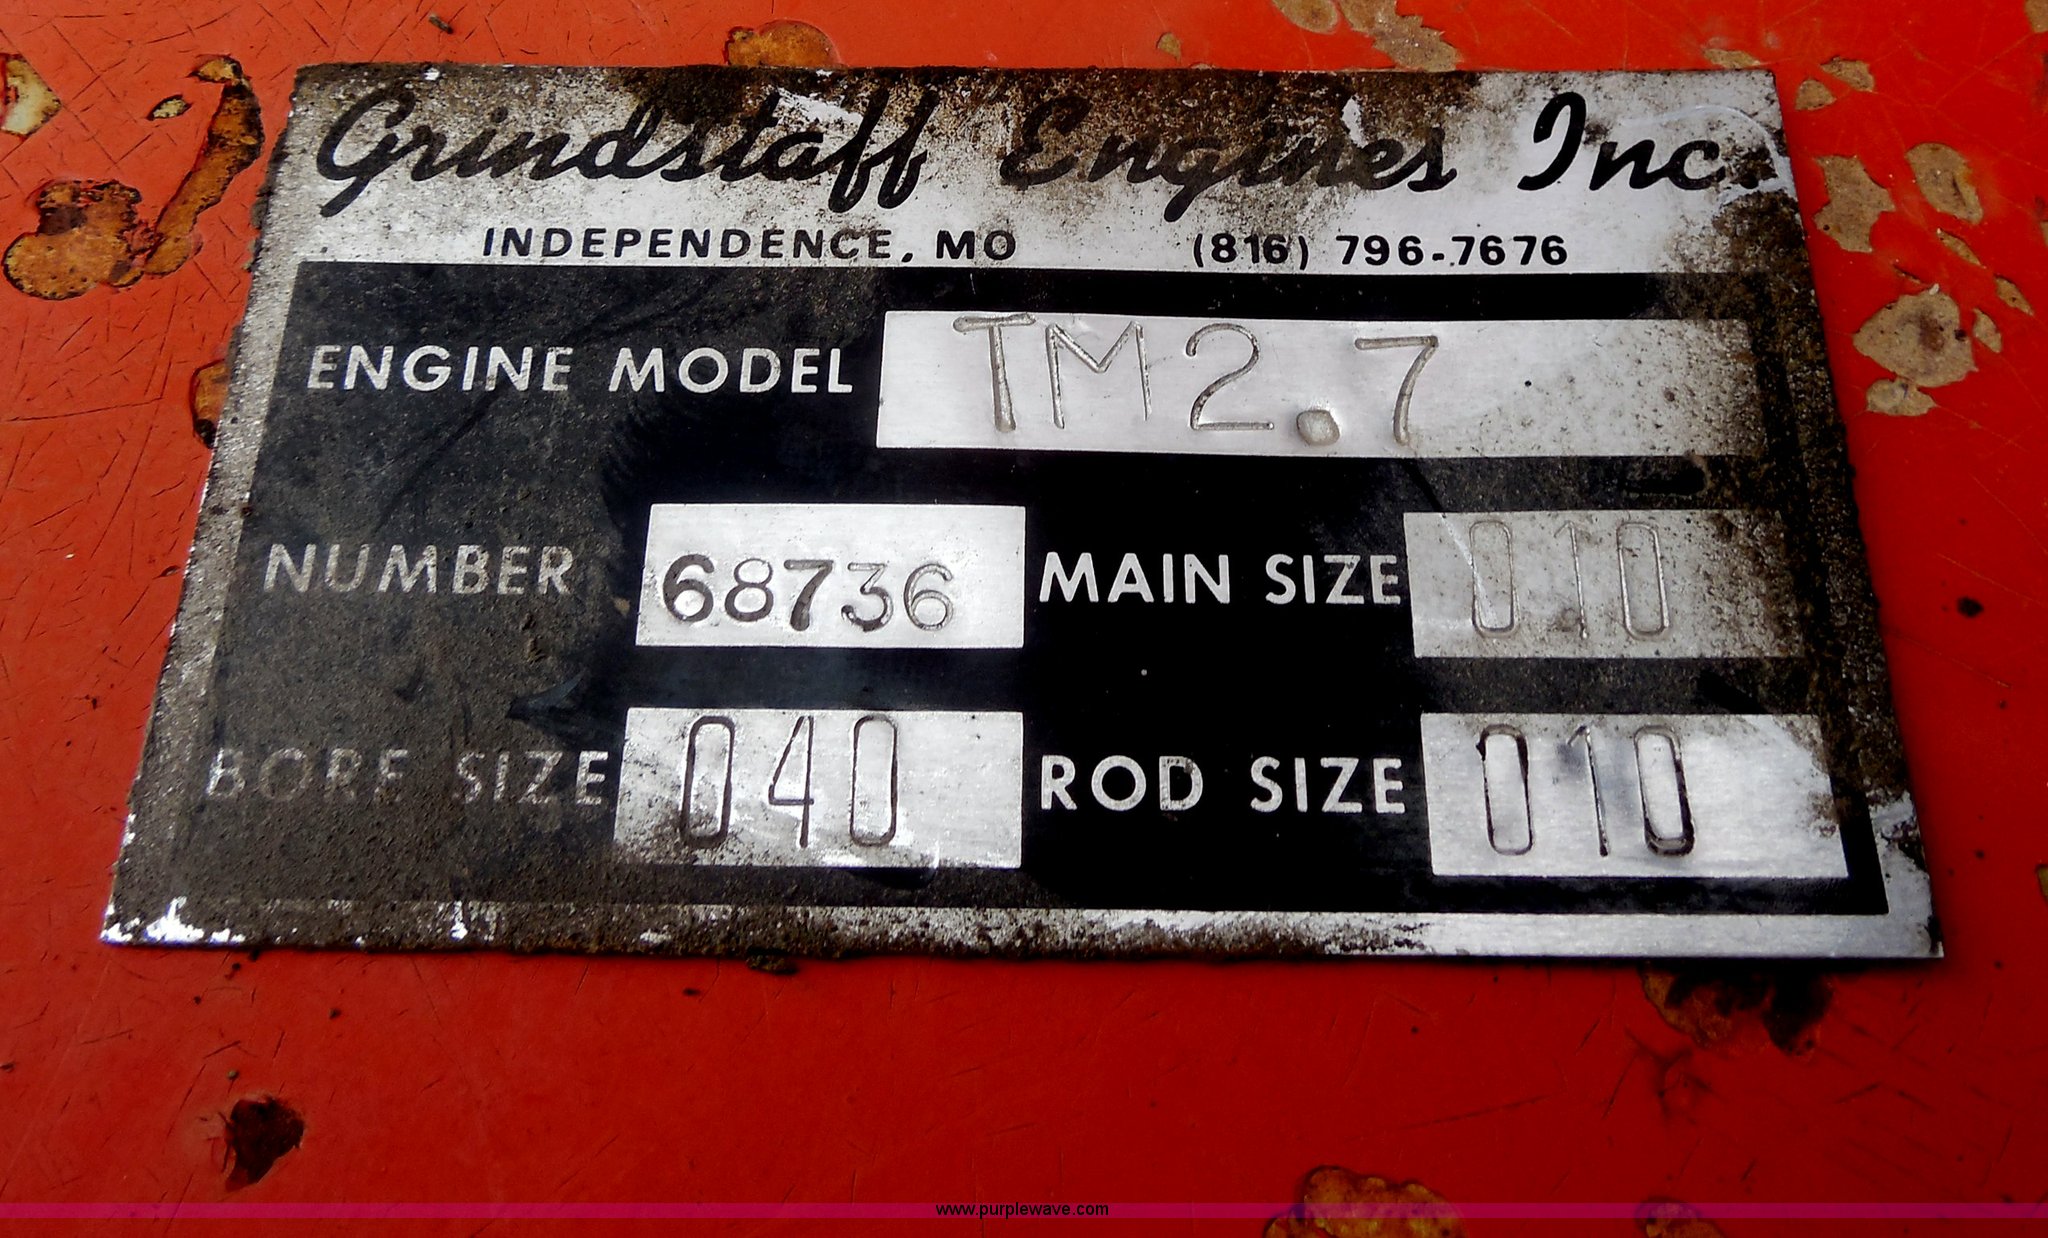 Grindstaff Engines Inc.
INDEPENDENCE, MO (816) 796-7676
ENGINE MODEL TM2.7
NUMBER 68736 MAIN SIZE 010
BORE SIZE 040 ROD SIZE 010
www.purplewave.com